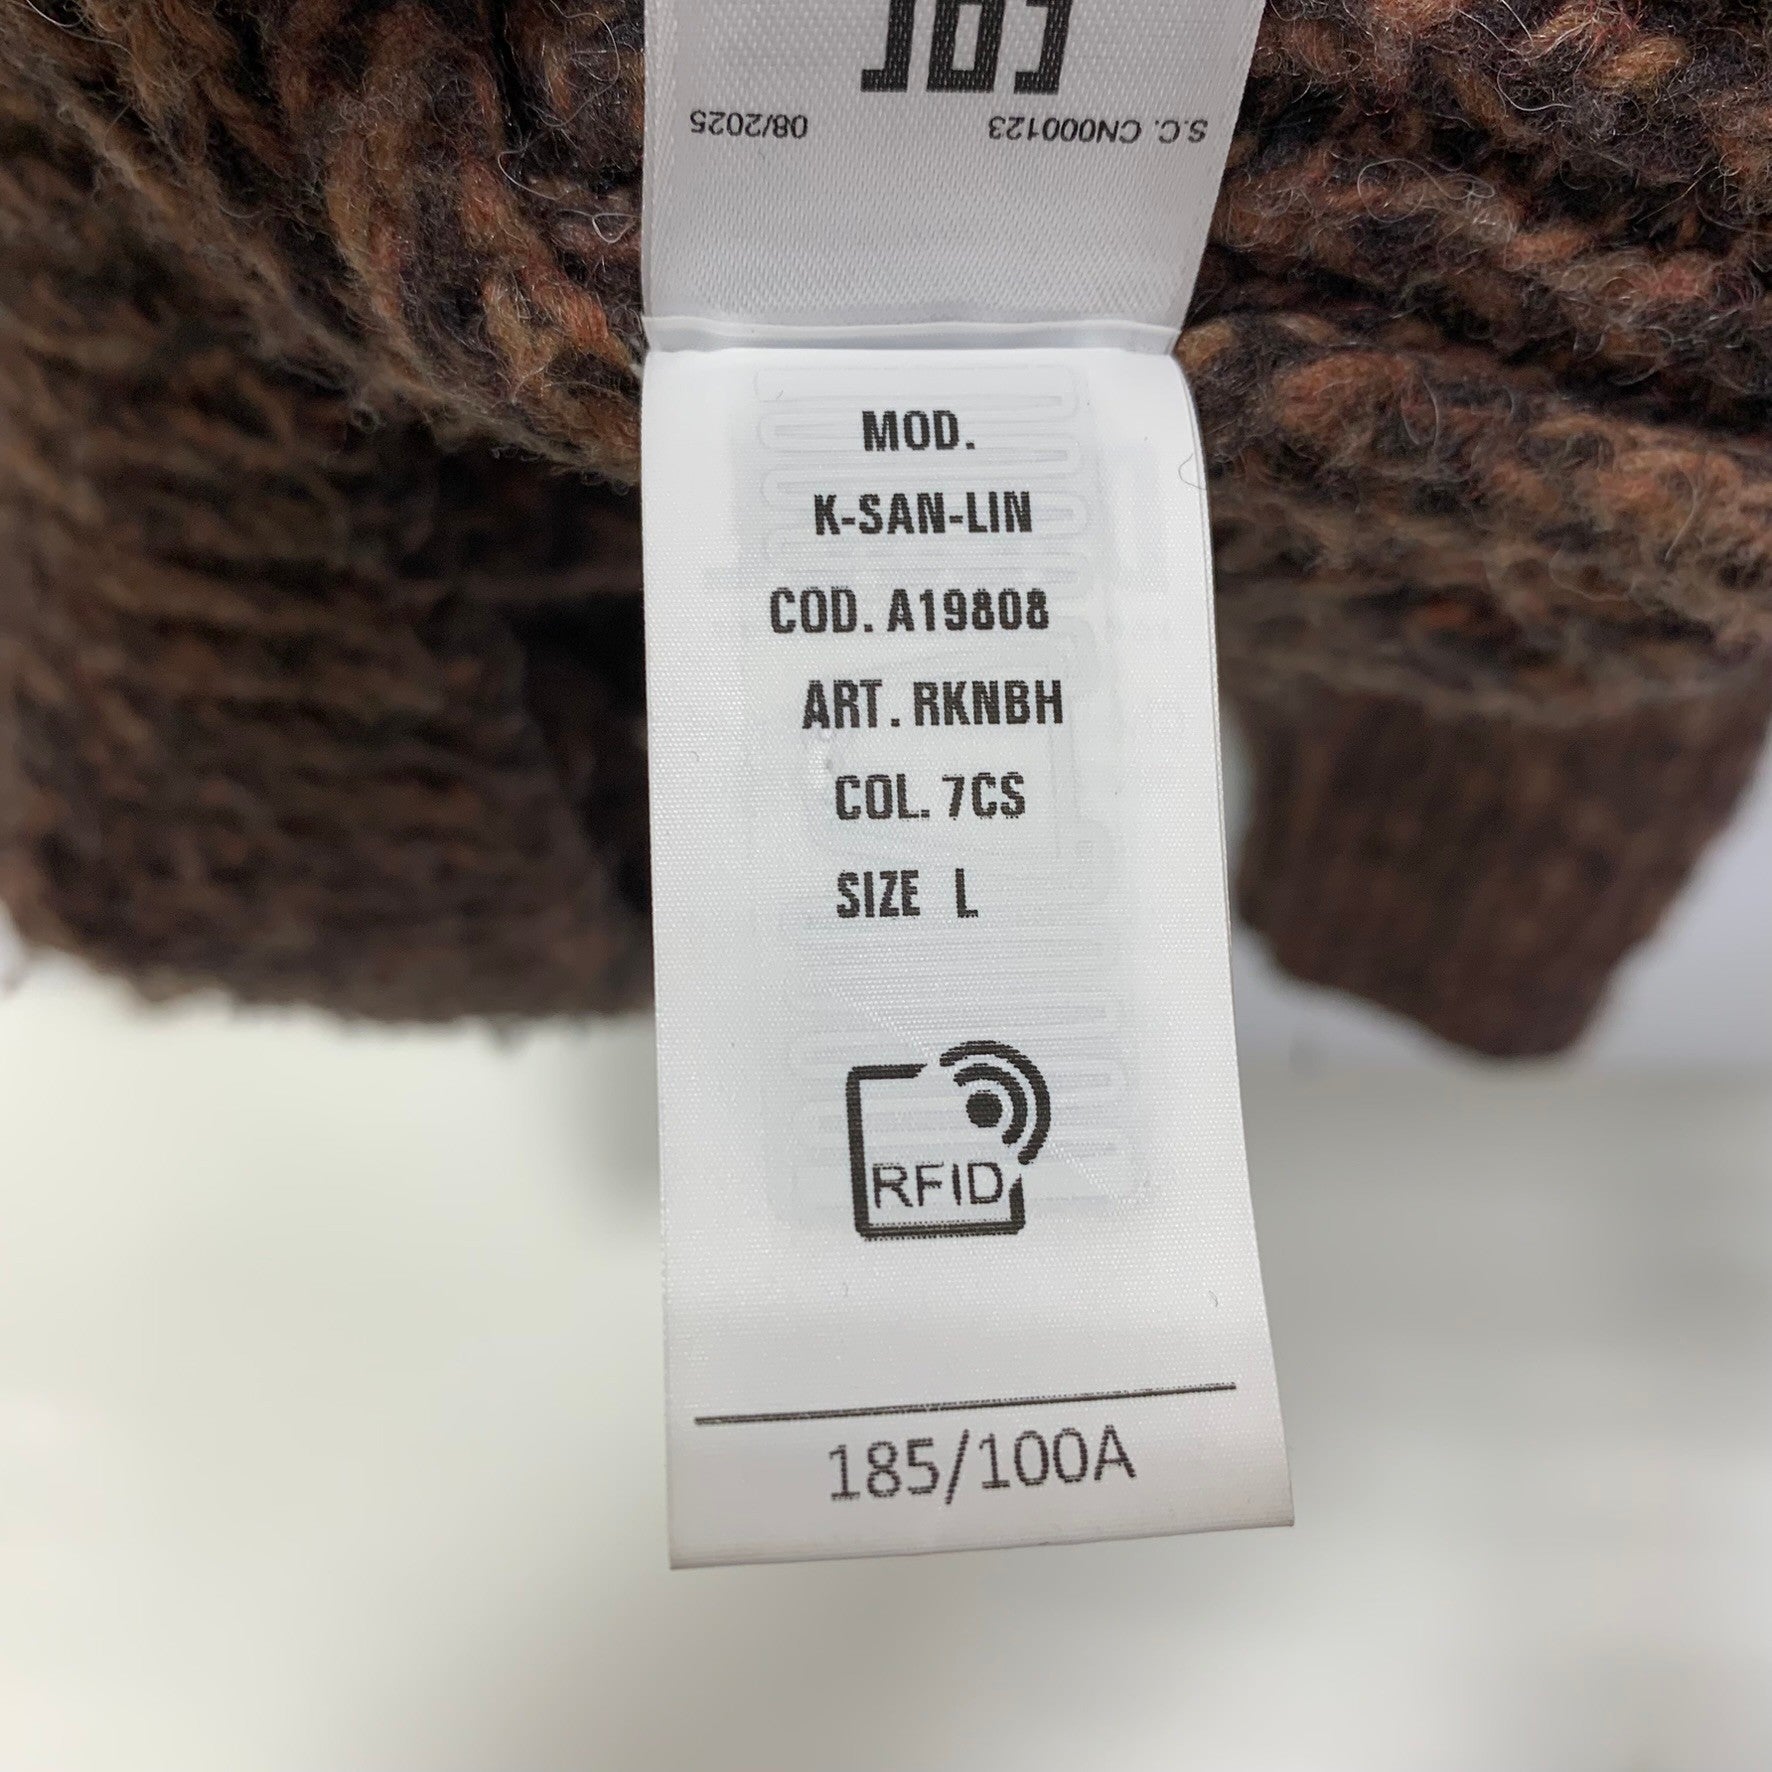 S.C. CN000123 08/2025
MOD.
K-SAN-LIN
COD. A19808
ART. RKNBH
COL. 7CS
SIZE L
RFID
185/100A